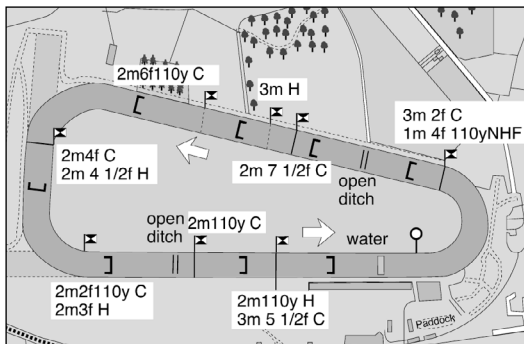 2m6f110y C
3m H
3m 2f C
1m 4f 110yNHF
2m4f C
2m 4 1/2f H
2m 7 1/2f C
open
ditch
open
ditch
2m110y C
water
2m2f110y C
2m3f H
2m110y H
3m 5 1/2f C
Paddock